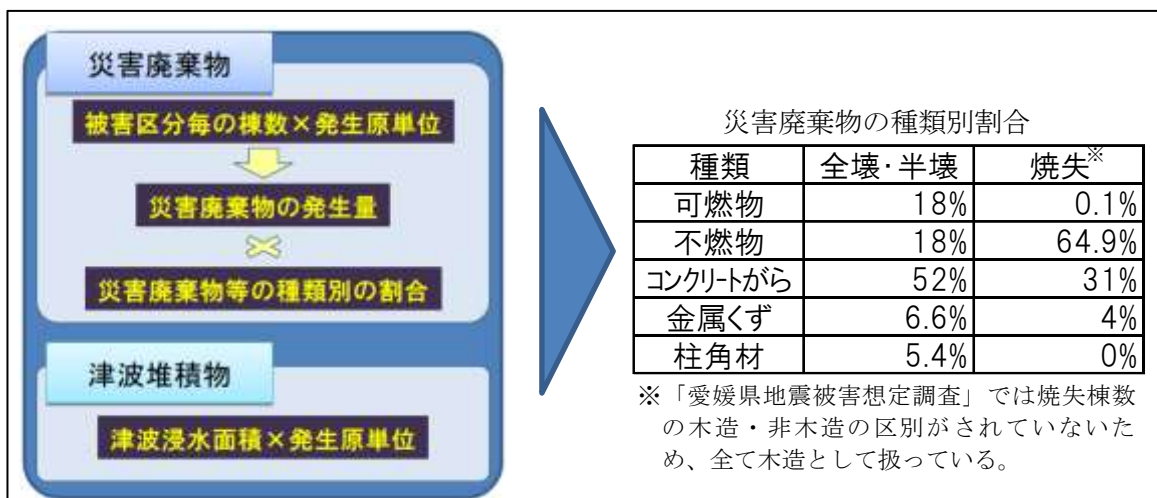 災害廃棄物
被害区分毎の棟数×発生原単位
災害廃棄物の発生量
×
災害廃棄物等の種類別の割合
津波堆積物
津波浸水面積×発生原単位
災害廃棄物の種類別割合
種類 全壊・半壊 焼失※
可燃物 18% 0.1%
不燃物 18% 64.9%
コンクリートがら 52% 31%
金属くず 6.6% 4%
柱角材 5.4% 0%
※「愛媛県地震被害想定調査」では焼失棟数
の木造・非木造の区別がされていないた
め、全て木造として扱っている。